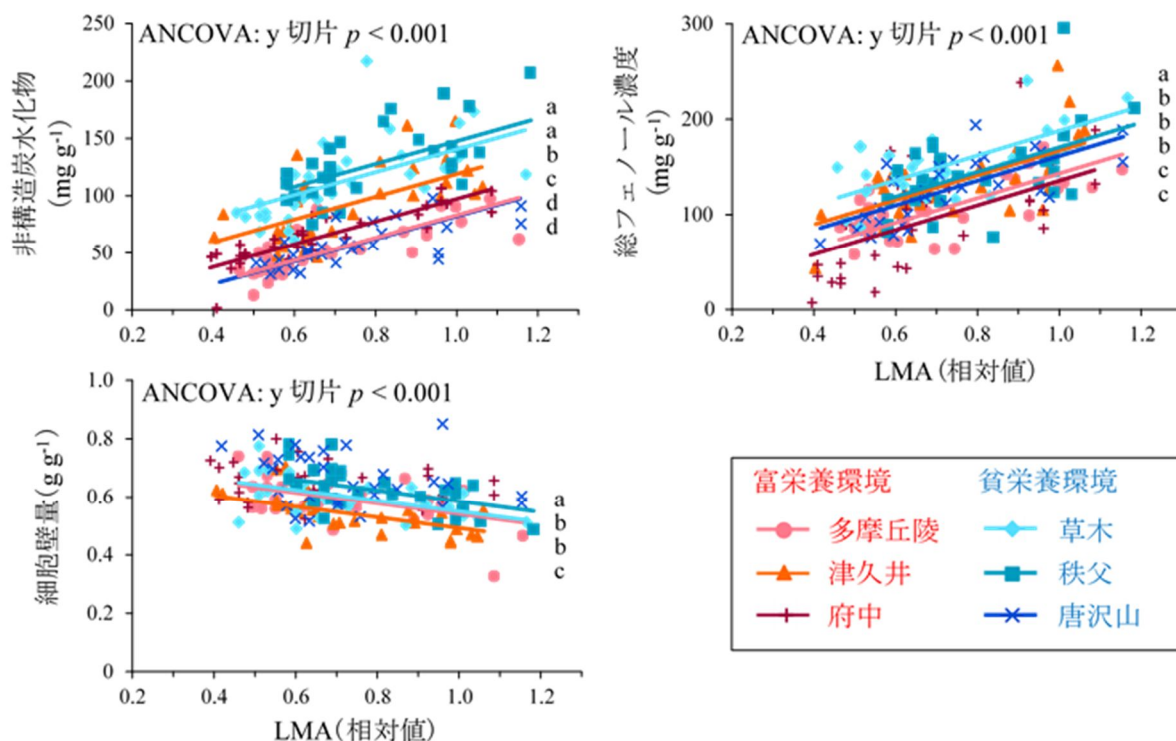 250
200
150
100
50
0
ANCOVA: y 切片 p < 0.001
非構造炭水化物
(mg g⁻¹)
a
a
b
c
d
d
0.2
0.4
0.6
0.8
1.0
1.2
300
200
100
0
ANCOVA: y 切片 p < 0.001
総フェノール濃度
(mg g⁻¹)
a
b
b
b
c
c
0.2
0.4
0.6
0.8
1.0
1.2
LMA (相対値)
1.0
0.8
0.6
0.4
0.2
0
ANCOVA: y 切片 p < 0.001
細胞壁量(g g⁻¹)
a
b
b
c
0.2
0.4
0.6
0.8
1.0
1.2
LMA (相対値)
富栄養環境 貧栄養環境
多摩丘陵 草木
津久井 秩父
府中 唐沢山